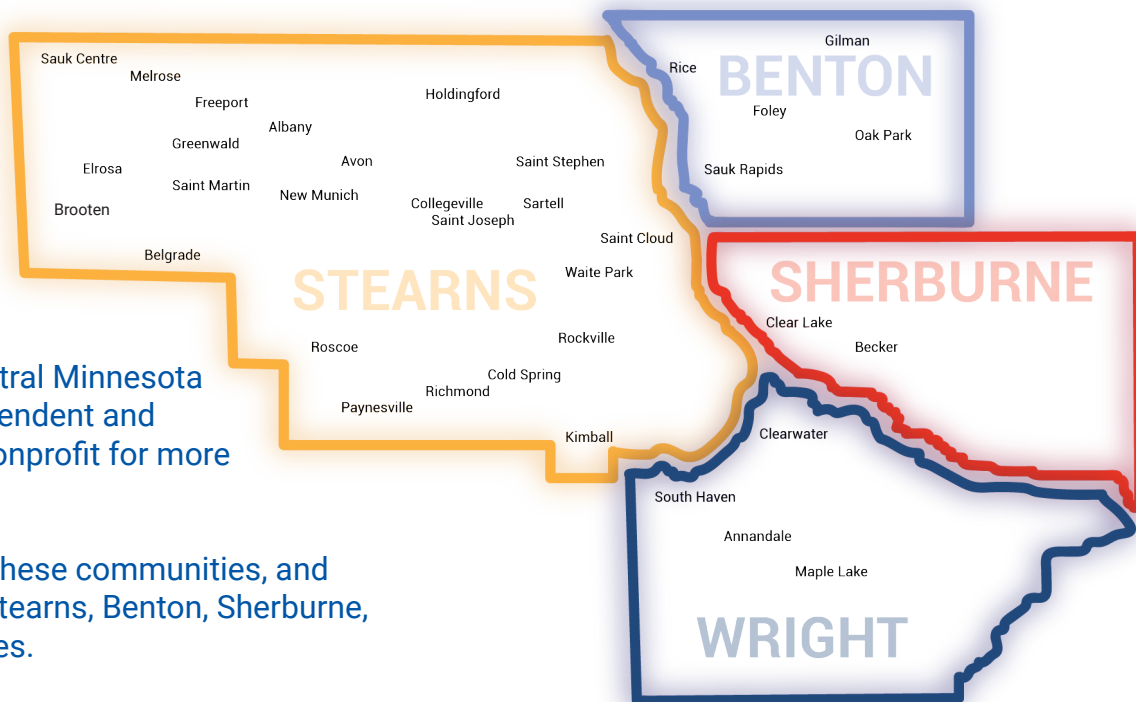 Gilman
Sauk Centre
Rice
BENTON
Melrose
Holdingford
Freeport
Foley
Albany
Oak Park
Greenwald
Avon
Saint Stephen
Elrosa
Sauk Rapids
Saint Martin
New Munich
Collegeville
Sartell
Brooten
Saint Joseph
Saint Cloud
Belgrade
Waite Park
STEARNS
SHERBURNE
Clear Lake
Rockville
Roscoe
Becker
Cold Spring
Richmond
Paynesville
Kimball
Clearwater
South Haven
Annandale
Maple Lake
WRIGHT
tral Minnesota
endent and
onprofit for more
hese communities, and
tearns, Benton, Sherburne,
es.